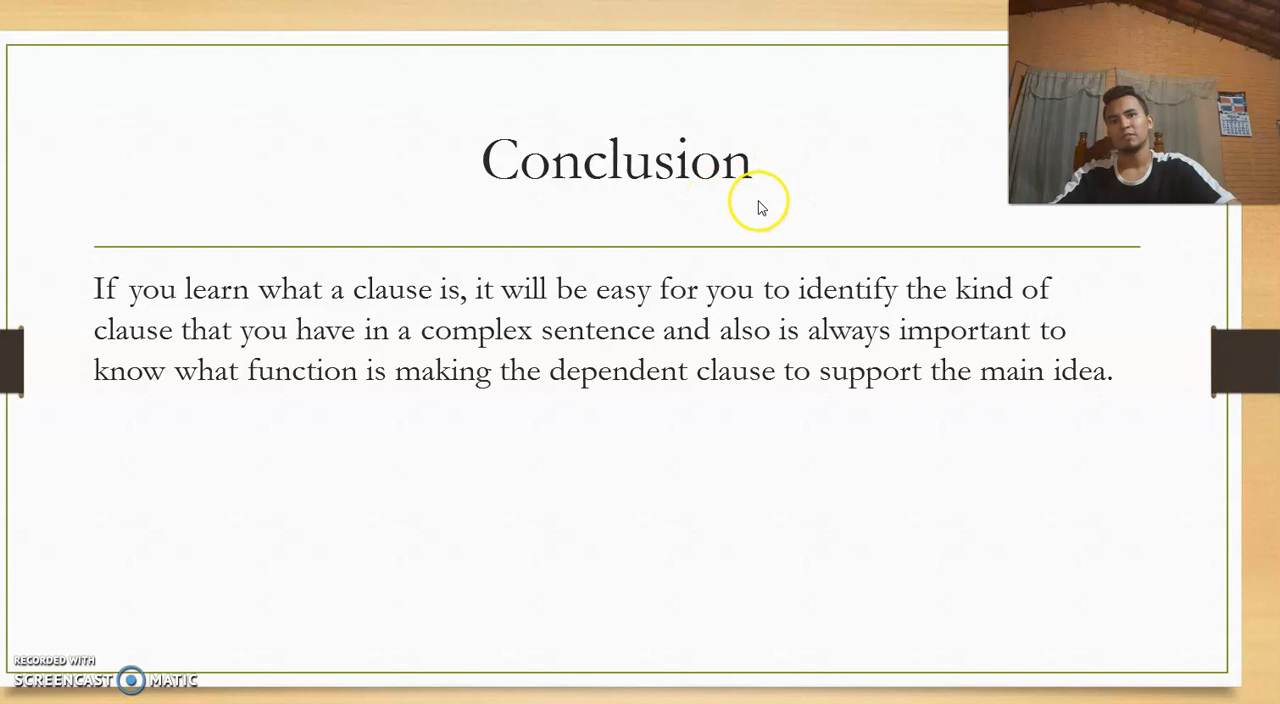 Conclusion
If you learn what a clause is, it will be easy for you to identify the kind of
clause that you have in a complex sentence and also is always important to
know what function is making the dependent clause to support the main idea.
RECORDED WITH
SCREENCAST MATIC